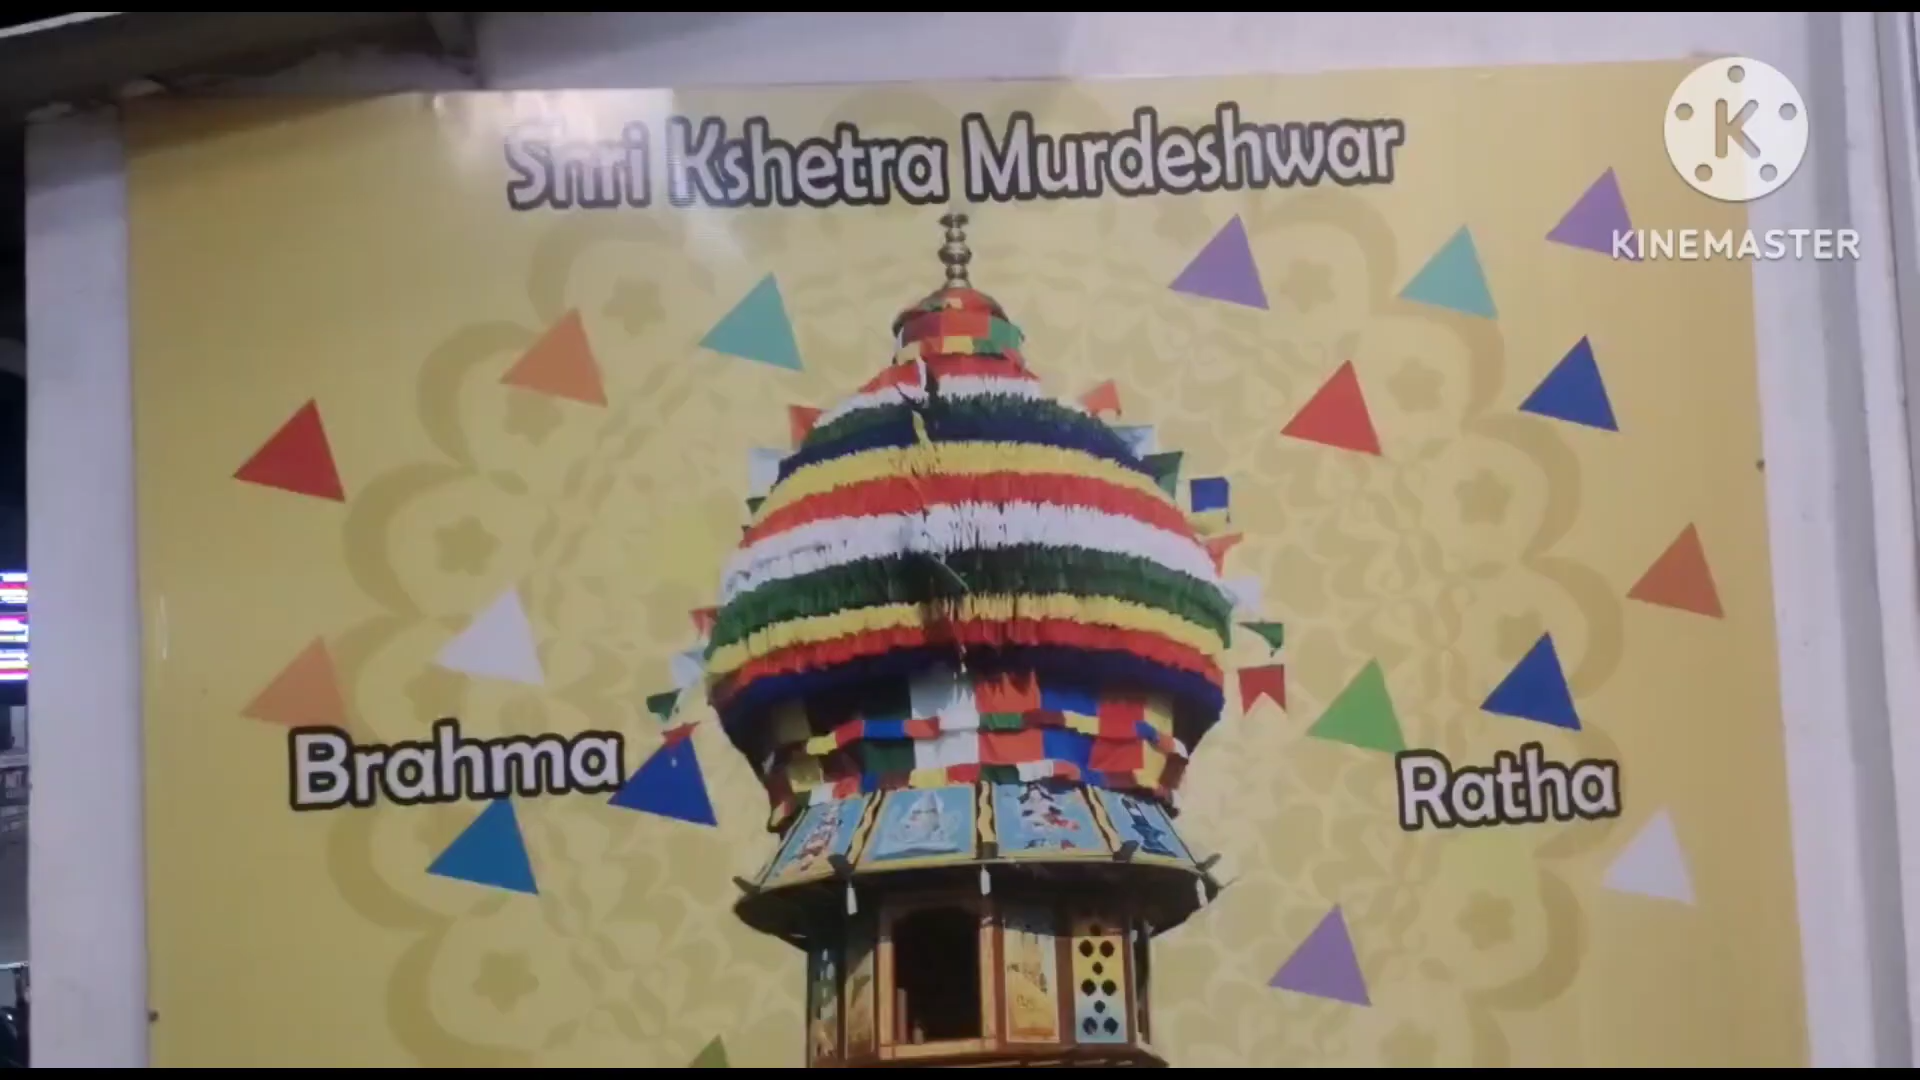 Shri Kshetra Murdeshwar
K
KINEMASTER
Brahma
Ratha